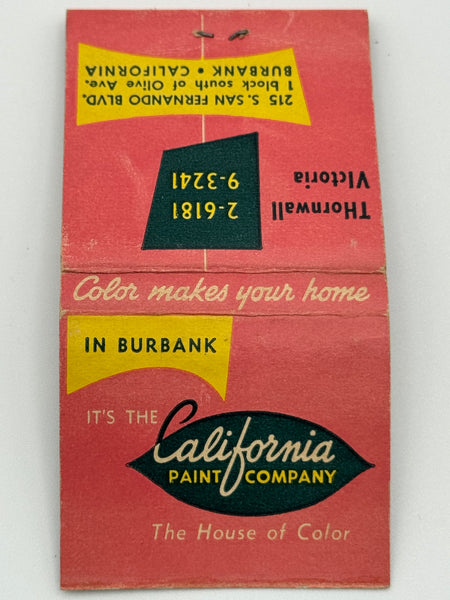 215 S. SAN FERNANDO BLVD.
1 block south of Olive Ave.
BURBANK • CALIFORNIA
THornwall 2-6181
VIctoria 9-3241
Color makes your home
IN BURBANK
IT'S THE
California
PAINT COMPANY
The House of Color